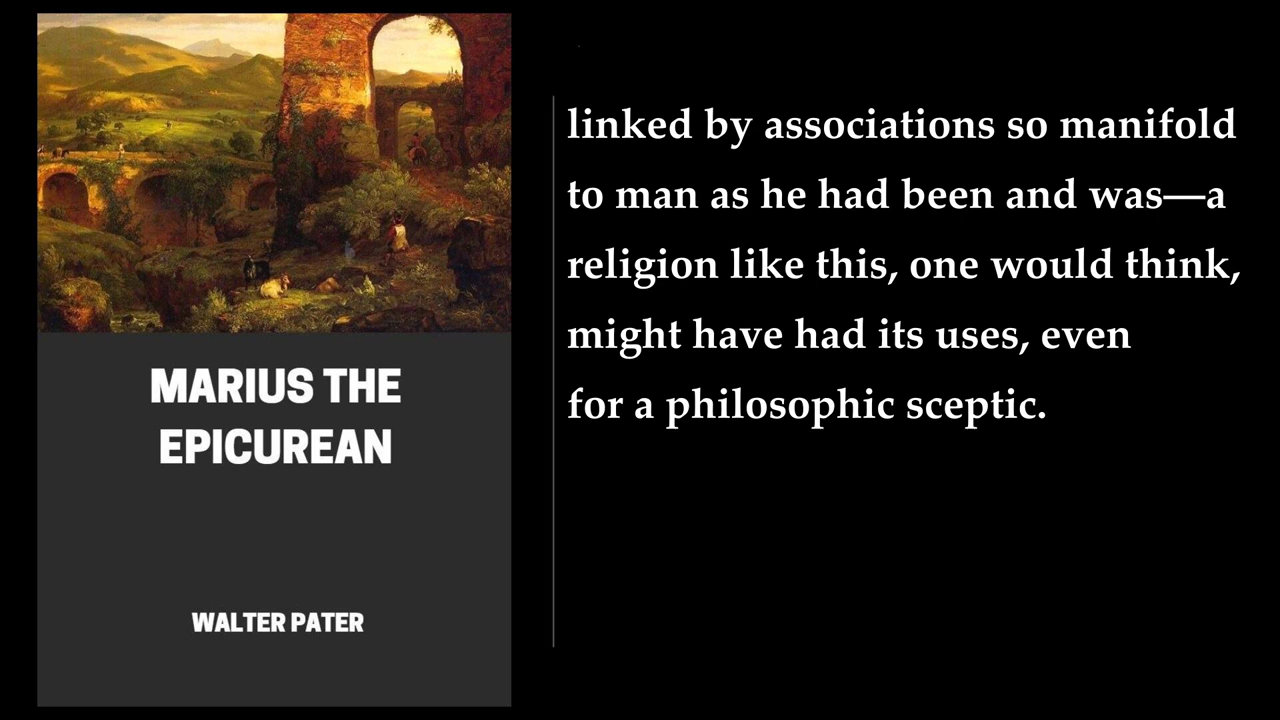 MARIUS THE
EPICUREAN
WALTER PATER
linked by associations so manifold
to man as he had been and was—a
religion like this, one would think,
might have had its uses, even
for a philosophic sceptic.